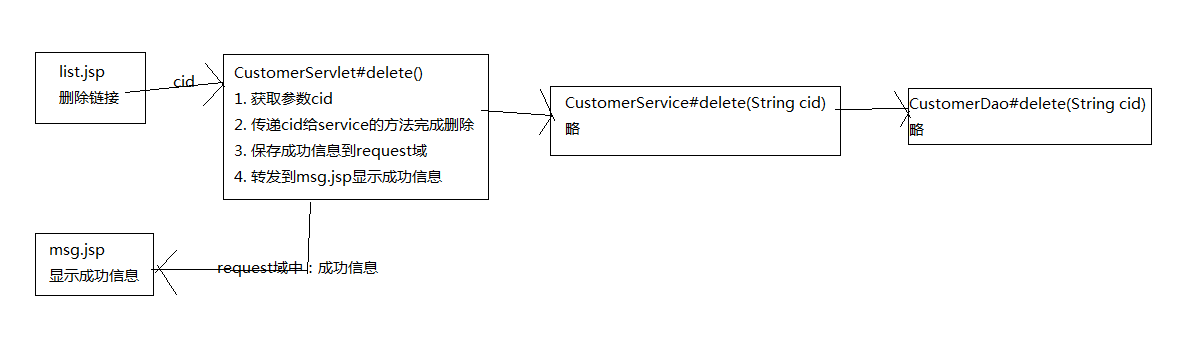 list.jsp
删除链接
cid
CustomerServlet#delete()
1. 获取参数cid
2. 传递cid给service的方法完成删除
3. 保存成功信息到request域
4. 转发到msg.jsp显示成功信息
CustomerService#delete(String cid)
略
CustomerDao#delete(String cid)
略
msg.jsp
显示成功信息
request域中：成功信息